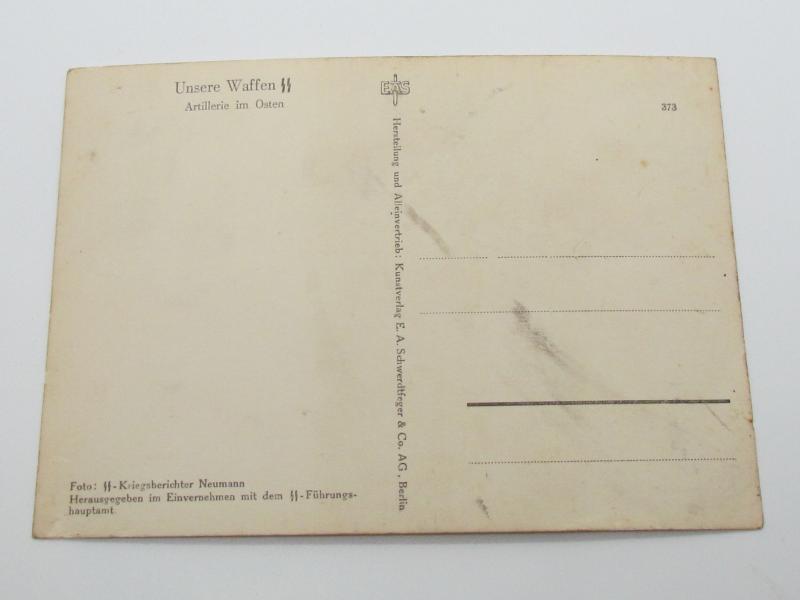 Unsere Waffen ᛋᛋ
Artillerie im Osten
EAS
373
Herstellung und Alleinvertrieb: Kunstverlag E. A. Schwerdtfeger & Co. AG, Berlin
Foto: ᛋᛋ-Kriegsberichter Neumann
Herausgegeben im Einvernehmen mit dem ᛋᛋ-Führungs-
hauptamt